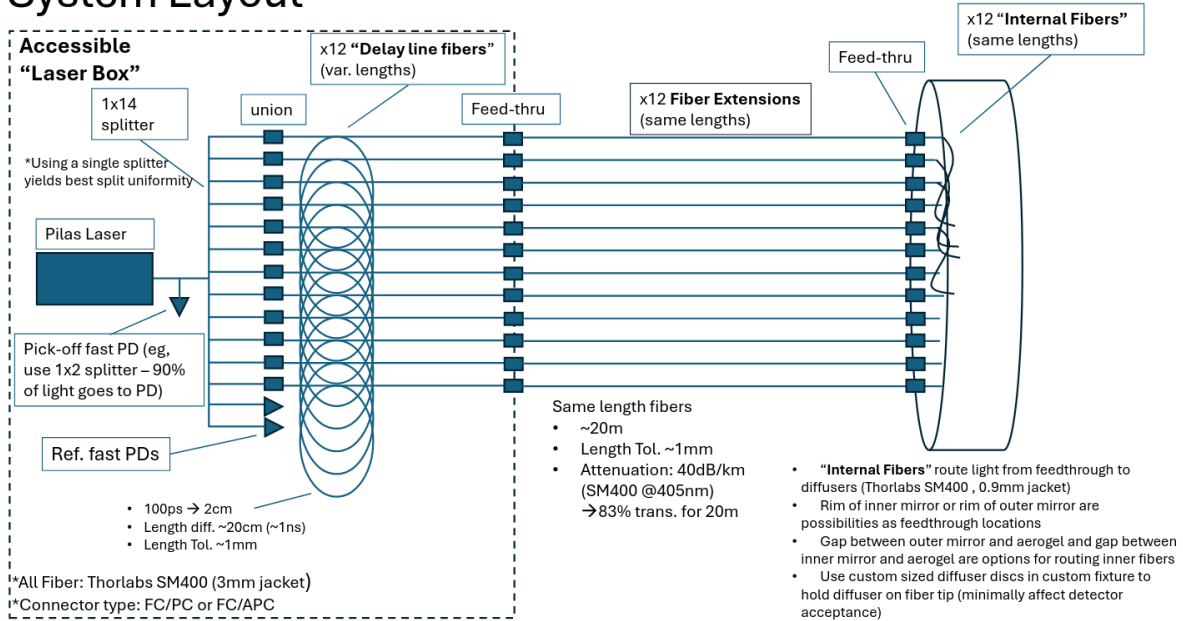 System Layout
Accessible
“Laser Box”
x12 “Delay line fibers”
(var. lengths)
x12 “Internal Fibers”
(same lengths)
Feed-thru
1x14
splitter
union
Feed-thru
x12 Fiber Extensions
(same lengths)
*Using a single splitter
yields best split uniformity
Pilas Laser
Pick-off fast PD (eg,
use 1x2 splitter – 90%
of light goes to PD)
Ref. fast PDs
• 100ps → 2cm
• Length diff. ~20cm (~1ns)
• Length Tol. ~1mm
*All Fiber: Thorlabs SM400 (3mm jacket)
*Connector type: FC/PC or FC/APC
Same length fibers
• ~20m
• Length Tol. ~1mm
• Attenuation: 40dB/km
(SM400 @405nm)
→83% trans. for 20m
• “Internal Fibers” route light from feedthrough to
diffusers (Thorlabs SM400 , 0.9mm jacket)
• Rim of inner mirror or rim of outer mirror are
possibilities as feedthrough locations
• Gap between outer mirror and aerogel and gap between
inner mirror and aerogel are options for routing inner fibers
• Use custom sized diffuser discs in custom fixture to
hold diffuser on fiber tip (minimally affect detector
acceptance)